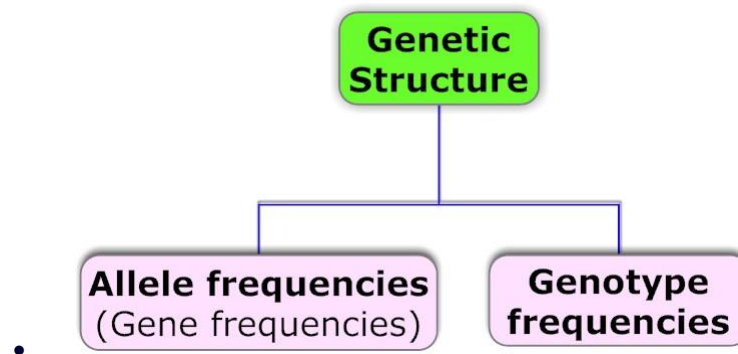 Genetic
Structure
Allele frequencies
(Gene frequencies)
Genotype
frequencies